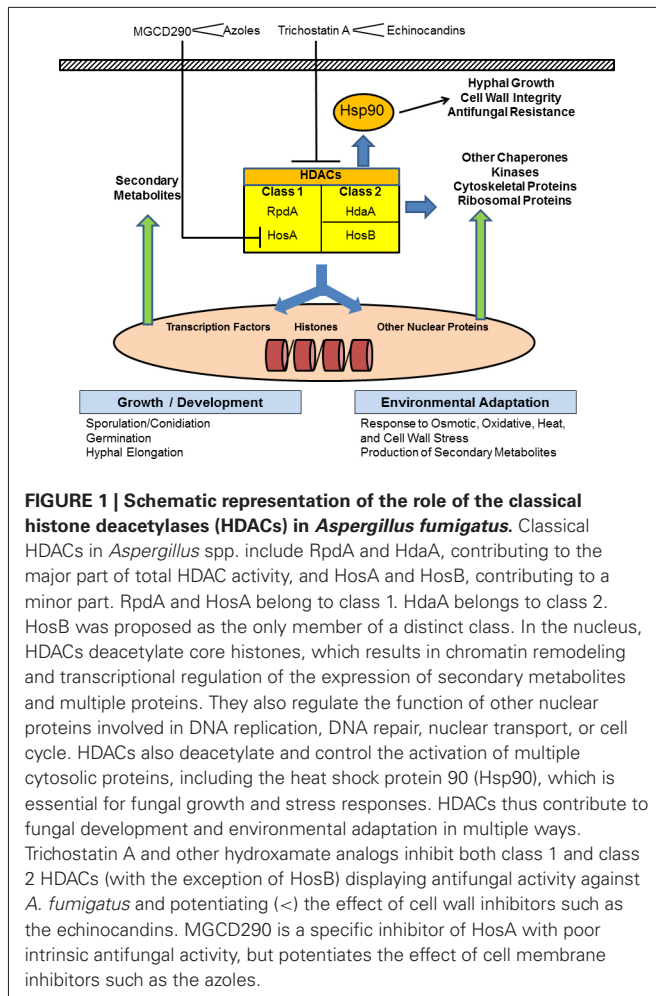 MGCD290 Azoles Trichostatin A Echinocandins
Hyphal Growth
Cell Wall Integrity
Antifungal Resistance
Hsp90
Secondary
Metabolites
HDACs
Class 1 Class 2
RpdA HdaA
HosA HosB
Other Chaperones
Kinases
Cytoskeletal Proteins
Ribosomal Proteins
Transcription Factors Histones Other Nuclear Proteins
Growth / Development
Sporulation/Conidiation
Germination
Hyphal Elongation
Environmental Adaptation
Response to Osmotic, Oxidative, Heat,
and Cell Wall Stress
Production of Secondary Metabolites
FIGURE 1 | Schematic representation of the role of the classical
histone deacetylases (HDACs) in Aspergillus fumigatus. Classical
HDACs in Aspergillus spp. include RpdA and HdaA, contributing to the
major part of total HDAC activity, and HosA and HosB, contributing to a
minor part. RpdA and HosA belong to class 1. HdaA belongs to class 2.
HosB was proposed as the only member of a distinct class. In the nucleus,
HDACs deacetylate core histones, which results in chromatin remodeling
and transcriptional regulation of the expression of secondary metabolites
and multiple proteins. They also regulate the function of other nuclear
proteins involved in DNA replication, DNA repair, nuclear transport, or cell
cycle. HDACs also deacetylate and control the activation of multiple
cytosolic proteins, including the heat shock protein 90 (Hsp90), which is
essential for fungal growth and stress responses. HDACs thus contribute to
fungal development and environmental adaptation in multiple ways.
Trichostatin A and other hydroxamate analogs inhibit both class 1 and class
2 HDACs (with the exception of HosB) displaying antifungal activity against
A. fumigatus and potentiating (<) the effect of cell wall inhibitors such as
the echinocandins. MGCD290 is a specific inhibitor of HosA with poor
intrinsic antifungal activity, but potentiates the effect of cell membrane
inhibitors such as the azoles.